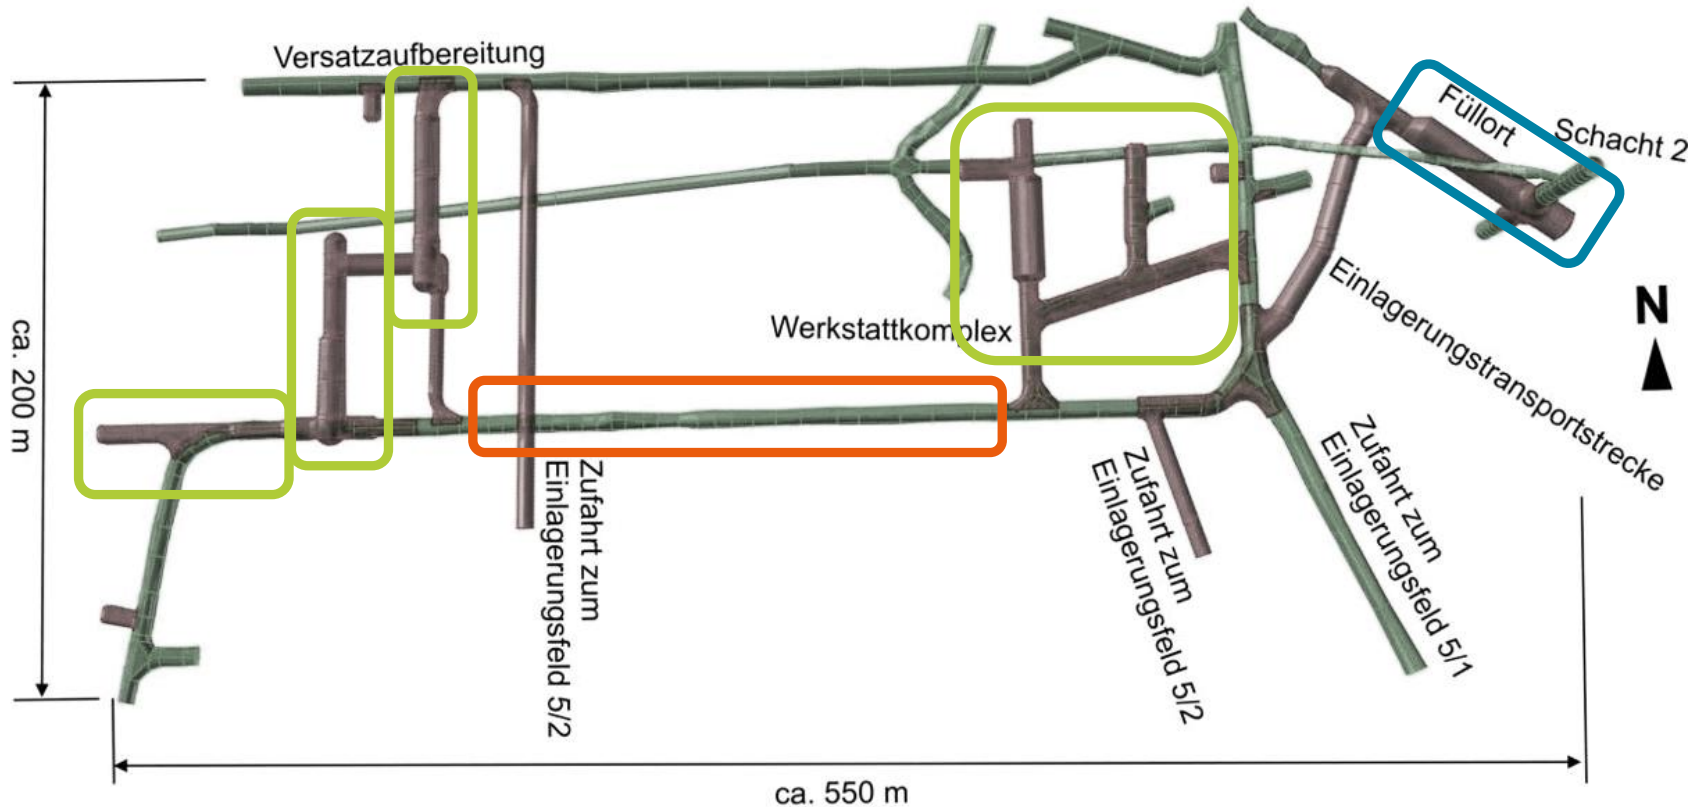 Versatzaufbereitung
Füllort
Schacht 2
N
Einlagerungstransportstrecke
Werkstattkomplex
ca. 200 m
Zufahrt zum
Einlagerungsfeld 5/2
Zufahrt zum
Einlagerungsfeld 5/2
Zufahrt zum
Einlagerungsfeld 5/1
ca. 550 m